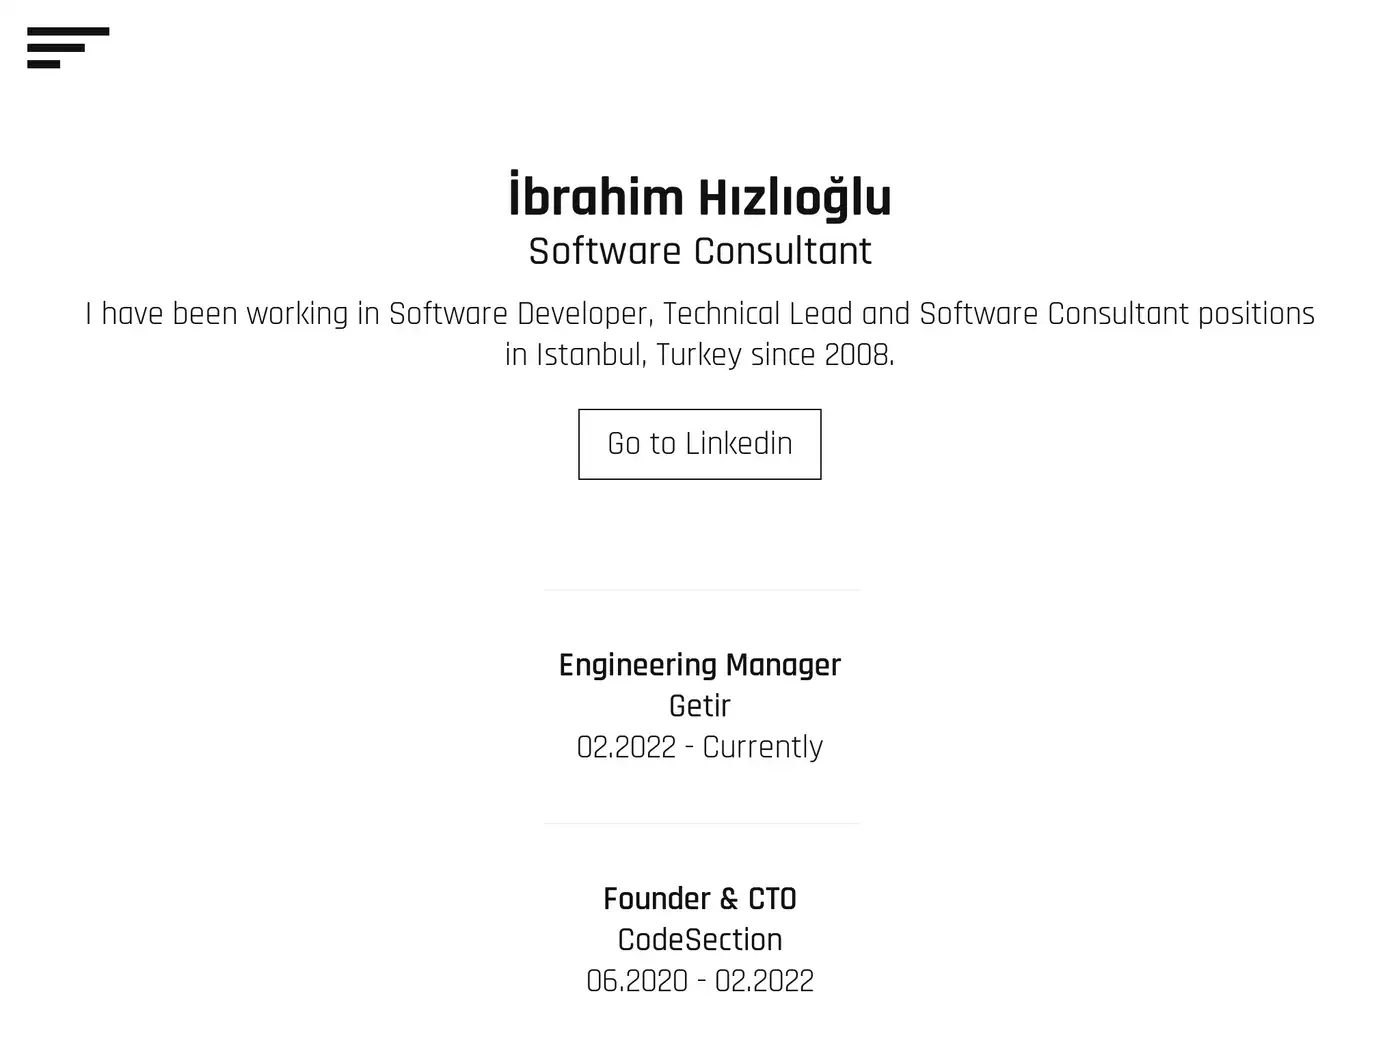 İbrahim Hızlıoğlu
Software Consultant
I have been working in Software Developer, Technical Lead and Software Consultant positions
in Istanbul, Turkey since 2008.
Go to Linkedin
Engineering Manager
Getir
02.2022 - Currently
Founder & CTO
CodeSection
06.2020 - 02.2022